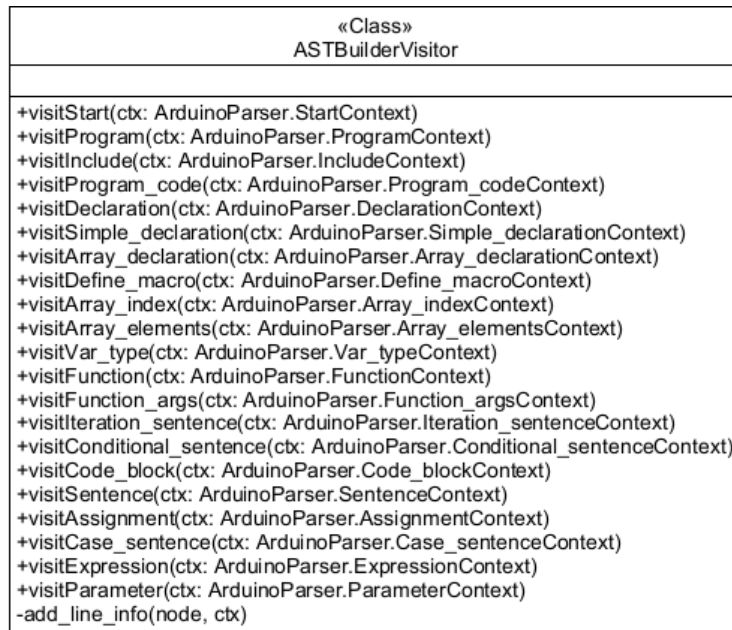 «Class»
ASTBuilderVisitor
+visitStart(ctx: ArduinoParser.StartContext)
+visitProgram(ctx: ArduinoParser.ProgramContext)
+visitInclude(ctx: ArduinoParser.IncludeContext)
+visitProgram_code(ctx: ArduinoParser.Program_codeContext)
+visitDeclaration(ctx: ArduinoParser.DeclarationContext)
+visitSimple_declaration(ctx: ArduinoParser.Simple_declarationContext)
+visitArray_declaration(ctx: ArduinoParser.Array_declarationContext)
+visitDefine_macro(ctx: ArduinoParser.Define_macroContext)
+visitArray_index(ctx: ArduinoParser.Array_indexContext)
+visitArray_elements(ctx: ArduinoParser.Array_elementsContext)
+visitVar_type(ctx: ArduinoParser.Var_typeContext)
+visitFunction(ctx: ArduinoParser.FunctionContext)
+visitFunction_args(ctx: ArduinoParser.Function_argsContext)
+visitIteration_sentence(ctx: ArduinoParser.Iteration_sentenceContext)
+visitConditional_sentence(ctx: ArduinoParser.Conditional_sentenceContext)
+visitCode_block(ctx: ArduinoParser.Code_blockContext)
+visitSentence(ctx: ArduinoParser.SentenceContext)
+visitAssignment(ctx: ArduinoParser.AssignmentContext)
+visitCase_sentence(ctx: ArduinoParser.Case_sentenceContext)
+visitExpression(ctx: ArduinoParser.ExpressionContext)
+visitParameter(ctx: ArduinoParser.ParameterContext)
-add_line_info(node, ctx)